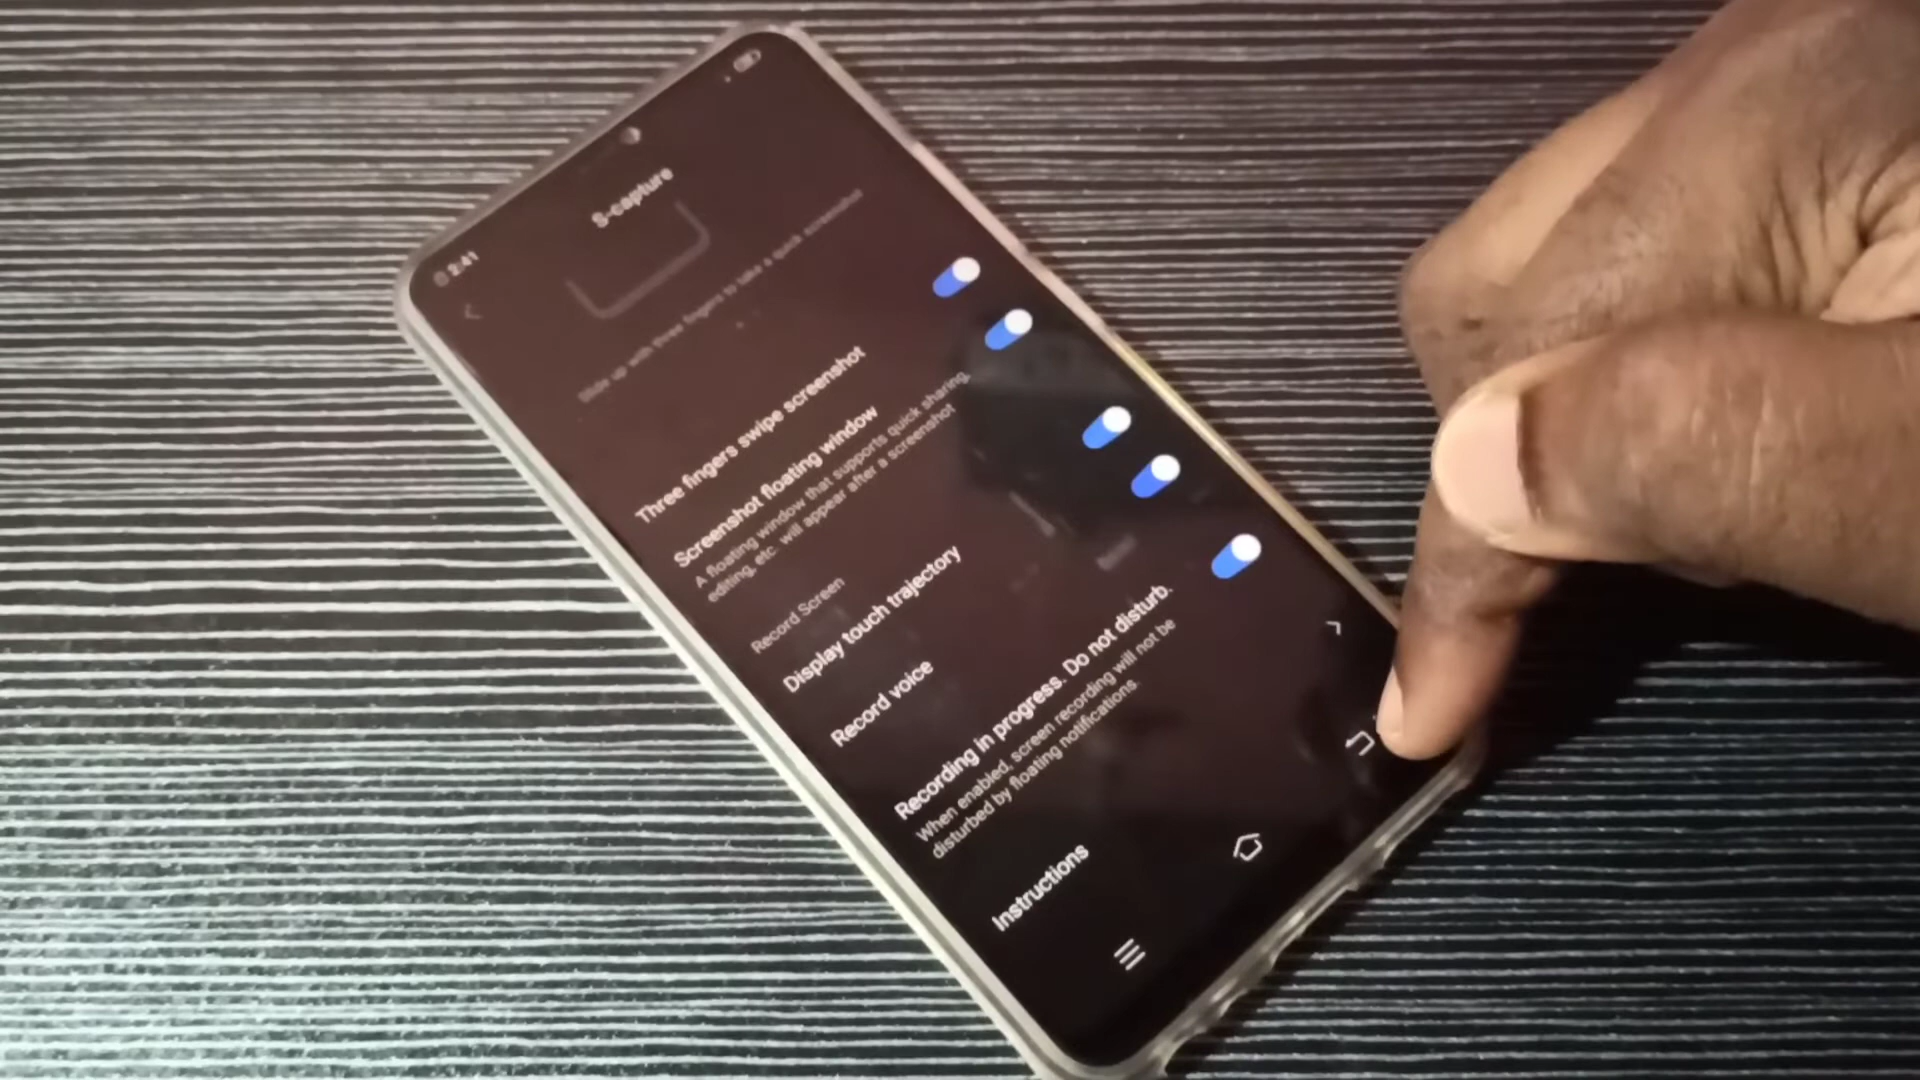 2:41
S-capture
Slide up with three fingers to take a quick screenshot
Three fingers swipe screenshot
Screenshot floating window
A floating window that supports quick sharing,
editing, etc. will appear after a screenshot
Record Screen
Display touch trajectory
Record voice
Recording in progress. Do not disturb.
When enabled, screen recording will not be
disturbed by floating notifications.
Instructions